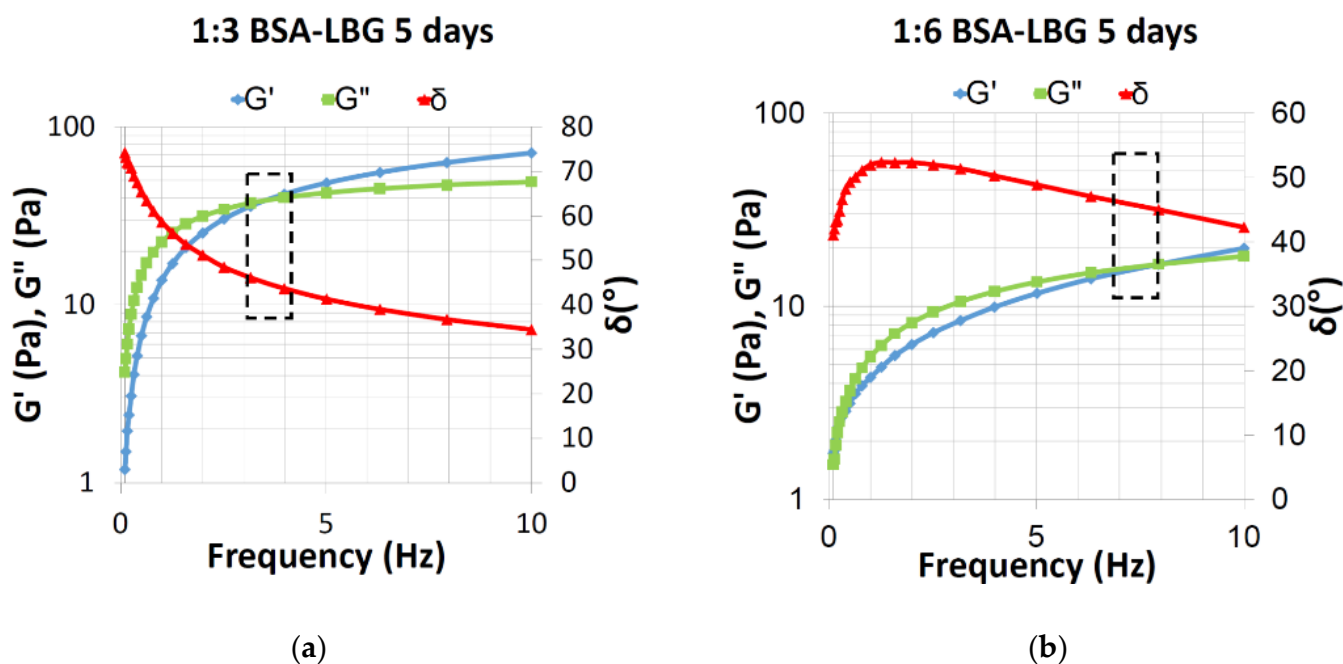 1:3 BSA-LBG 5 days
G' G" δ
100
10
1
80
70
60
50
40
30
20
10
0
0 5 10
G' (Pa), G" (Pa)
δ(°)
Frequency (Hz)
(a)
1:6 BSA-LBG 5 days
G' G" δ
100
10
1
60
50
40
30
20
10
0
0 5 10
G' (Pa), G" (Pa)
δ(°)
Frequency (Hz)
(b)